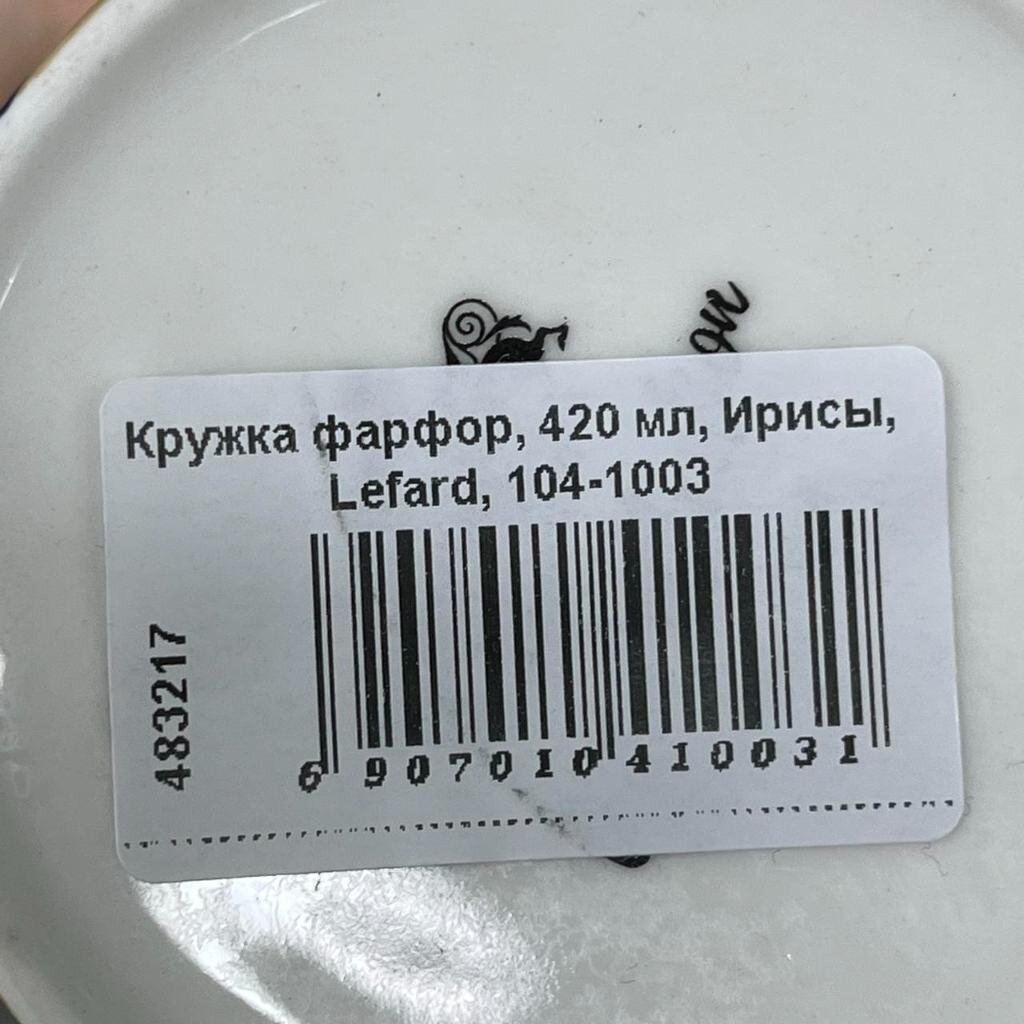 Кружка фарфор, 420 мл, Ирисы,
Lefard, 104-1003
483217
6 907010 410031